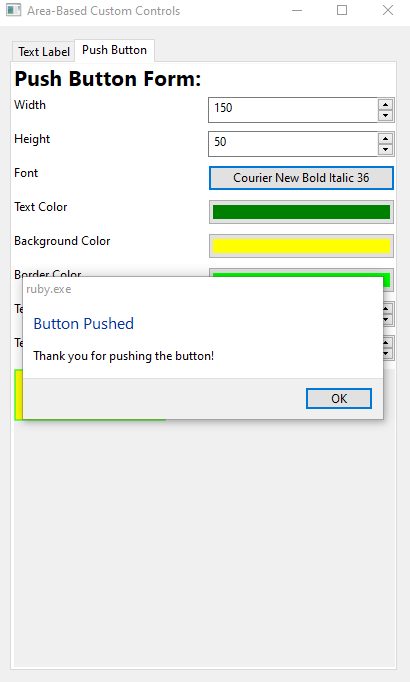 Area-Based Custom Controls
Text Label
Push Button
Push Button Form:
Width
150
Height
50
Font
Courier New Bold Italic 36
Text Color
Background Color
Border Color
ruby.exe
Button Pushed
Thank you for pushing the button!
OK